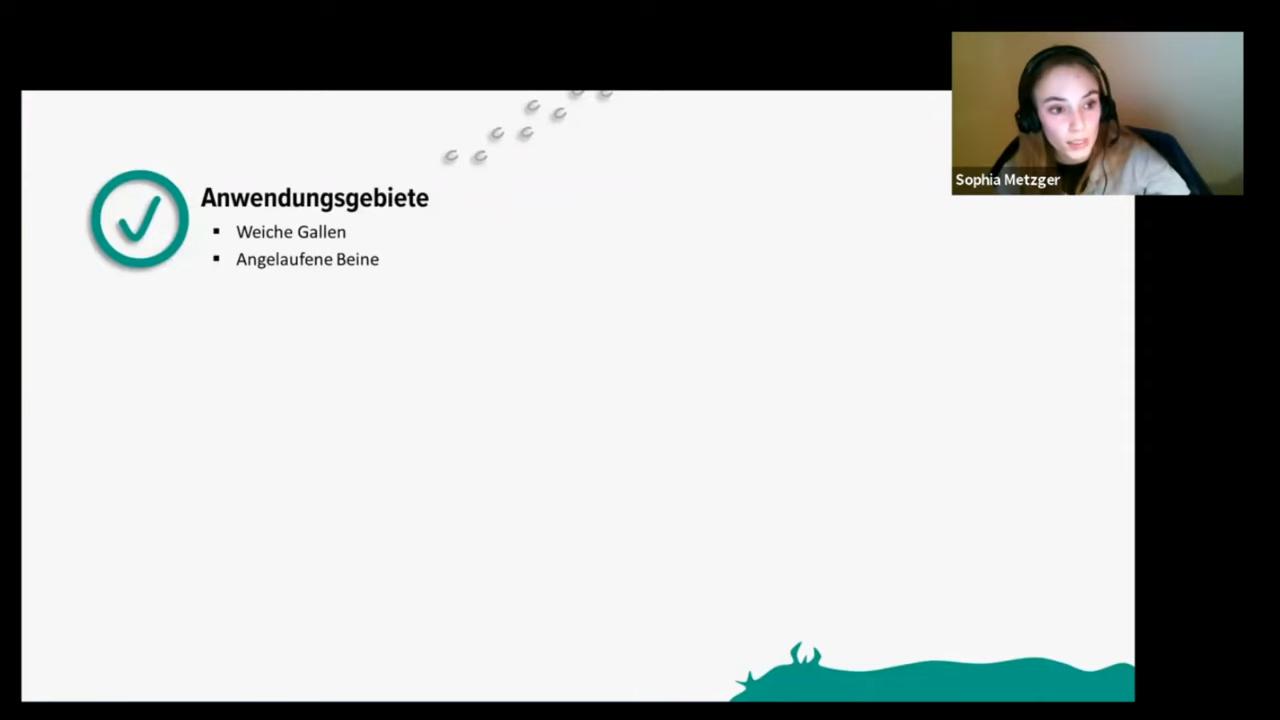 Anwendungsgebiete
▪ Weiche Gallen
▪ Angelaufene Beine
Sophia Metzger